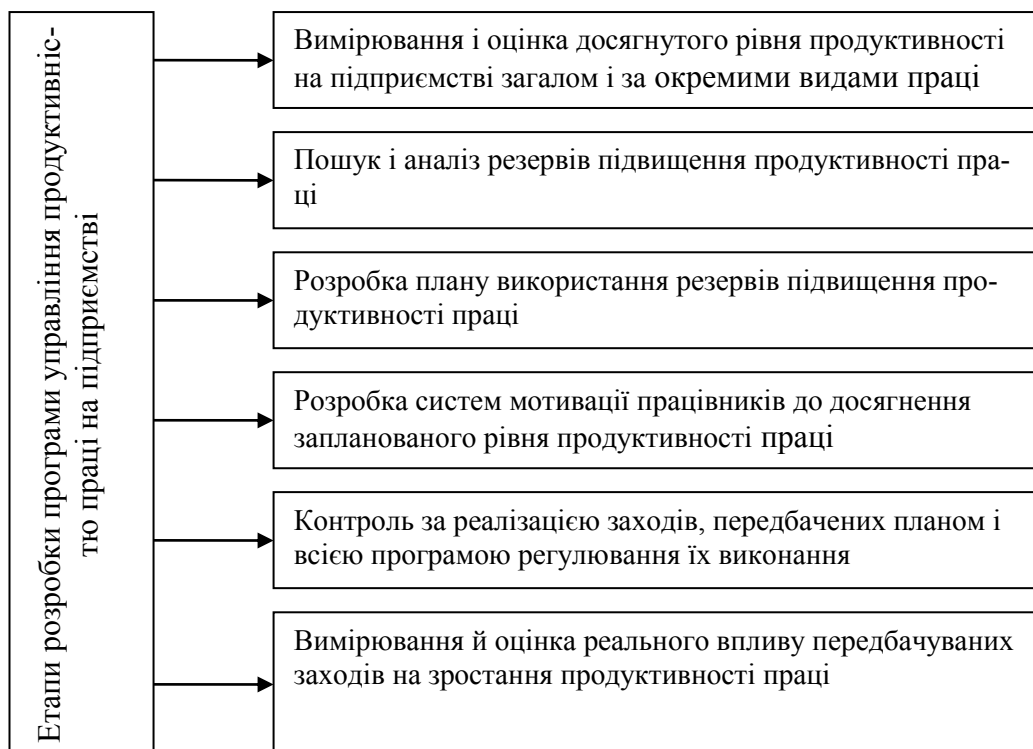 Етапи розробки програми управління продуктивніс-
тю праці на підприємстві
Вимірювання і оцінка досягнутого рівня продуктивності
на підприємстві загалом і за окремими видами праці
Пошук і аналіз резервів підвищення продуктивності пра-
ці
Розробка плану використання резервів підвищення про-
дуктивності праці
Розробка систем мотивації працівників до досягнення
запланованого рівня продуктивності праці
Контроль за реалізацією заходів, передбачених планом і
всією програмою регулювання їх виконання
Вимірювання й оцінка реального впливу передбачуваних
заходів на зростання продуктивності праці